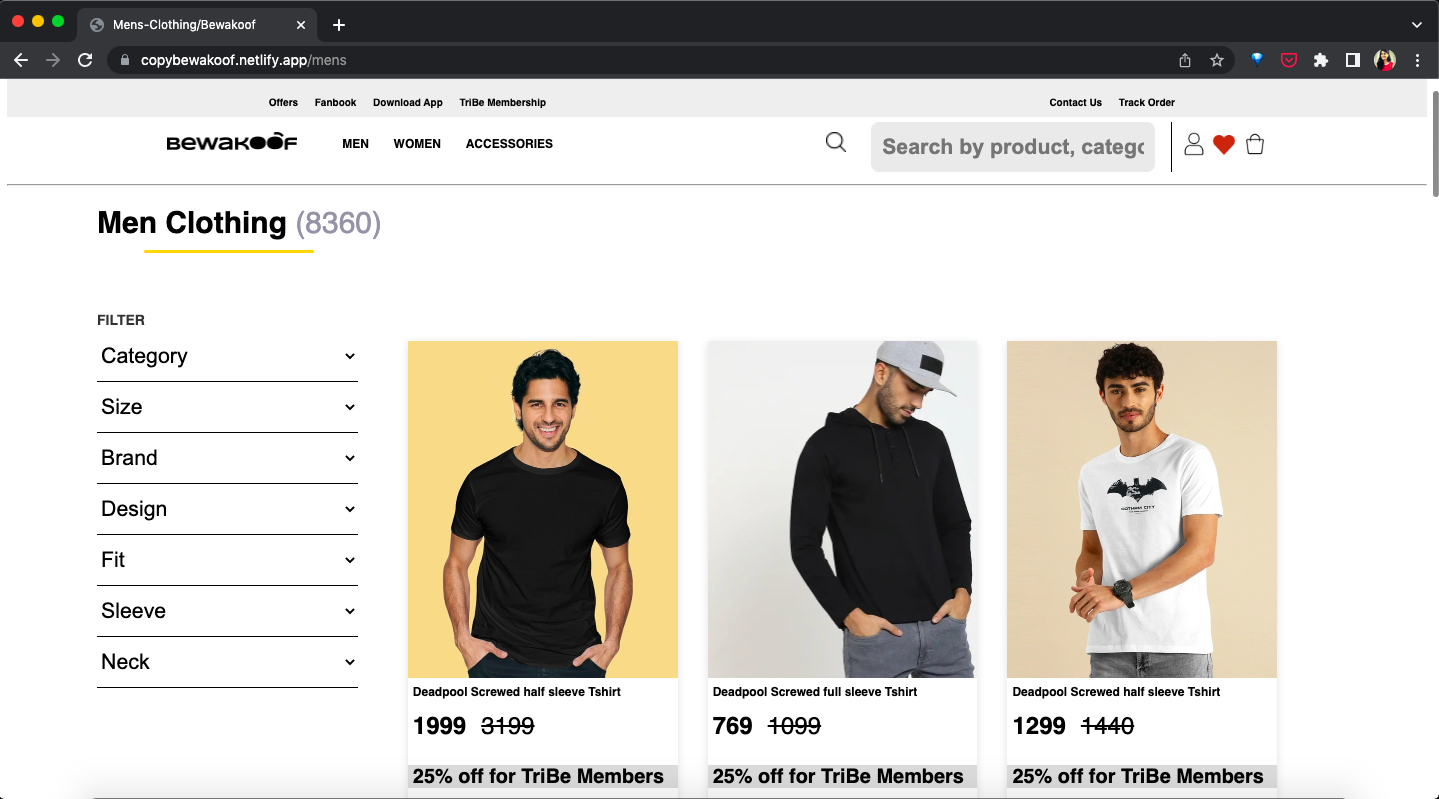 Mens-Clothing/Bewakoof
copybewakoof.netlify.app/mens
Offers Fanbook Download App TriBe Membership Contact Us Track Order
BEWAKOOF MEN WOMEN ACCESSORIES Search by product, catego
Men Clothing (8360)
FILTER
Category
Size
Brand
Design
Fit
Sleeve
Neck
GOTHAM CITY
Deadpool Screwed half sleeve Tshirt
1999 3199
25% off for TriBe Members
Deadpool Screwed full sleeve Tshirt
769 1099
25% off for TriBe Members
Deadpool Screwed half sleeve Tshirt
1299 1440
25% off for TriBe Members